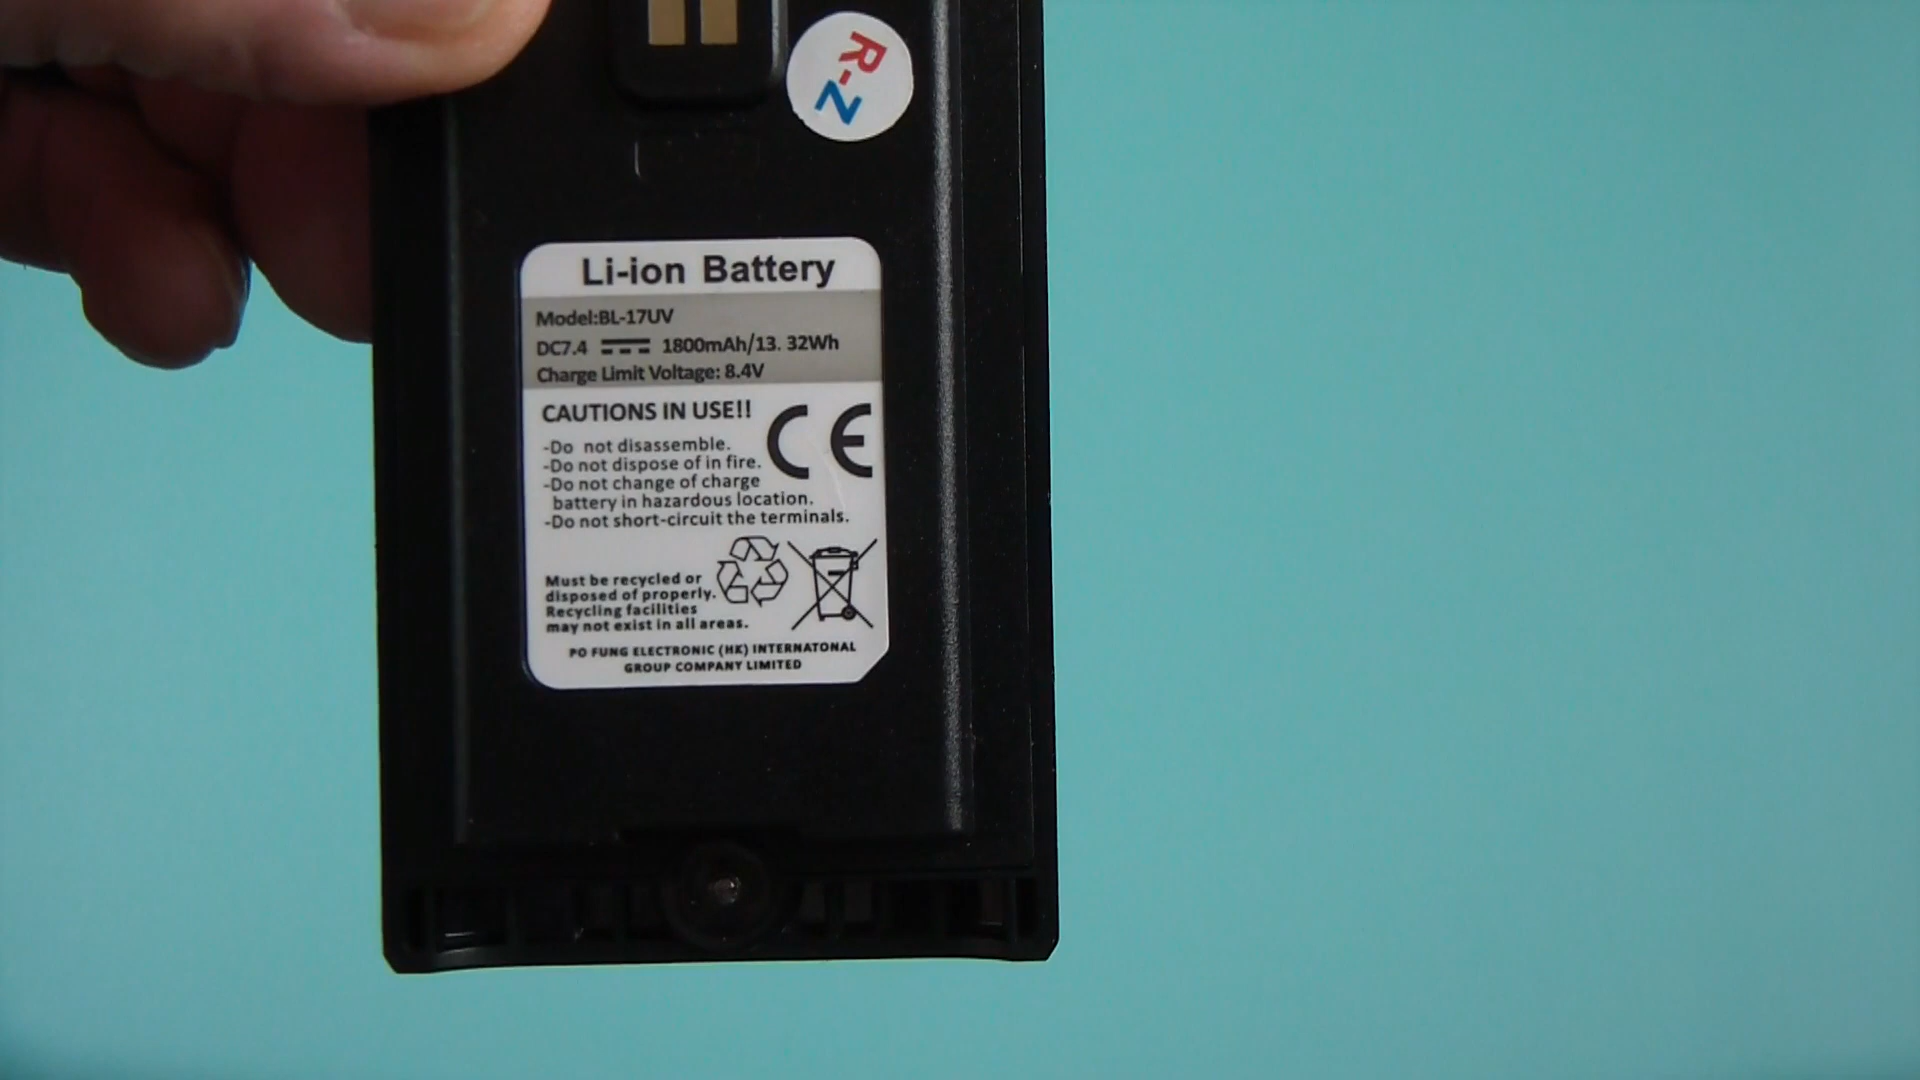 R-Z
Li-ion Battery
Model:BL-17UV
DC7.4 1800mAh/13. 32Wh
Charge Limit Voltage: 8.4V
CAUTIONS IN USE!!
CE
-Do not disassemble.
-Do not dispose of in fire.
-Do not change of charge
battery in hazardous location.
-Do not short-circuit the terminals.
Must be recycled or
disposed of properly.
Recycling facilities
may not exist in all areas.
PO FUNG ELECTRONIC (HK) INTERNATONAL
GROUP COMPANY LIMITED